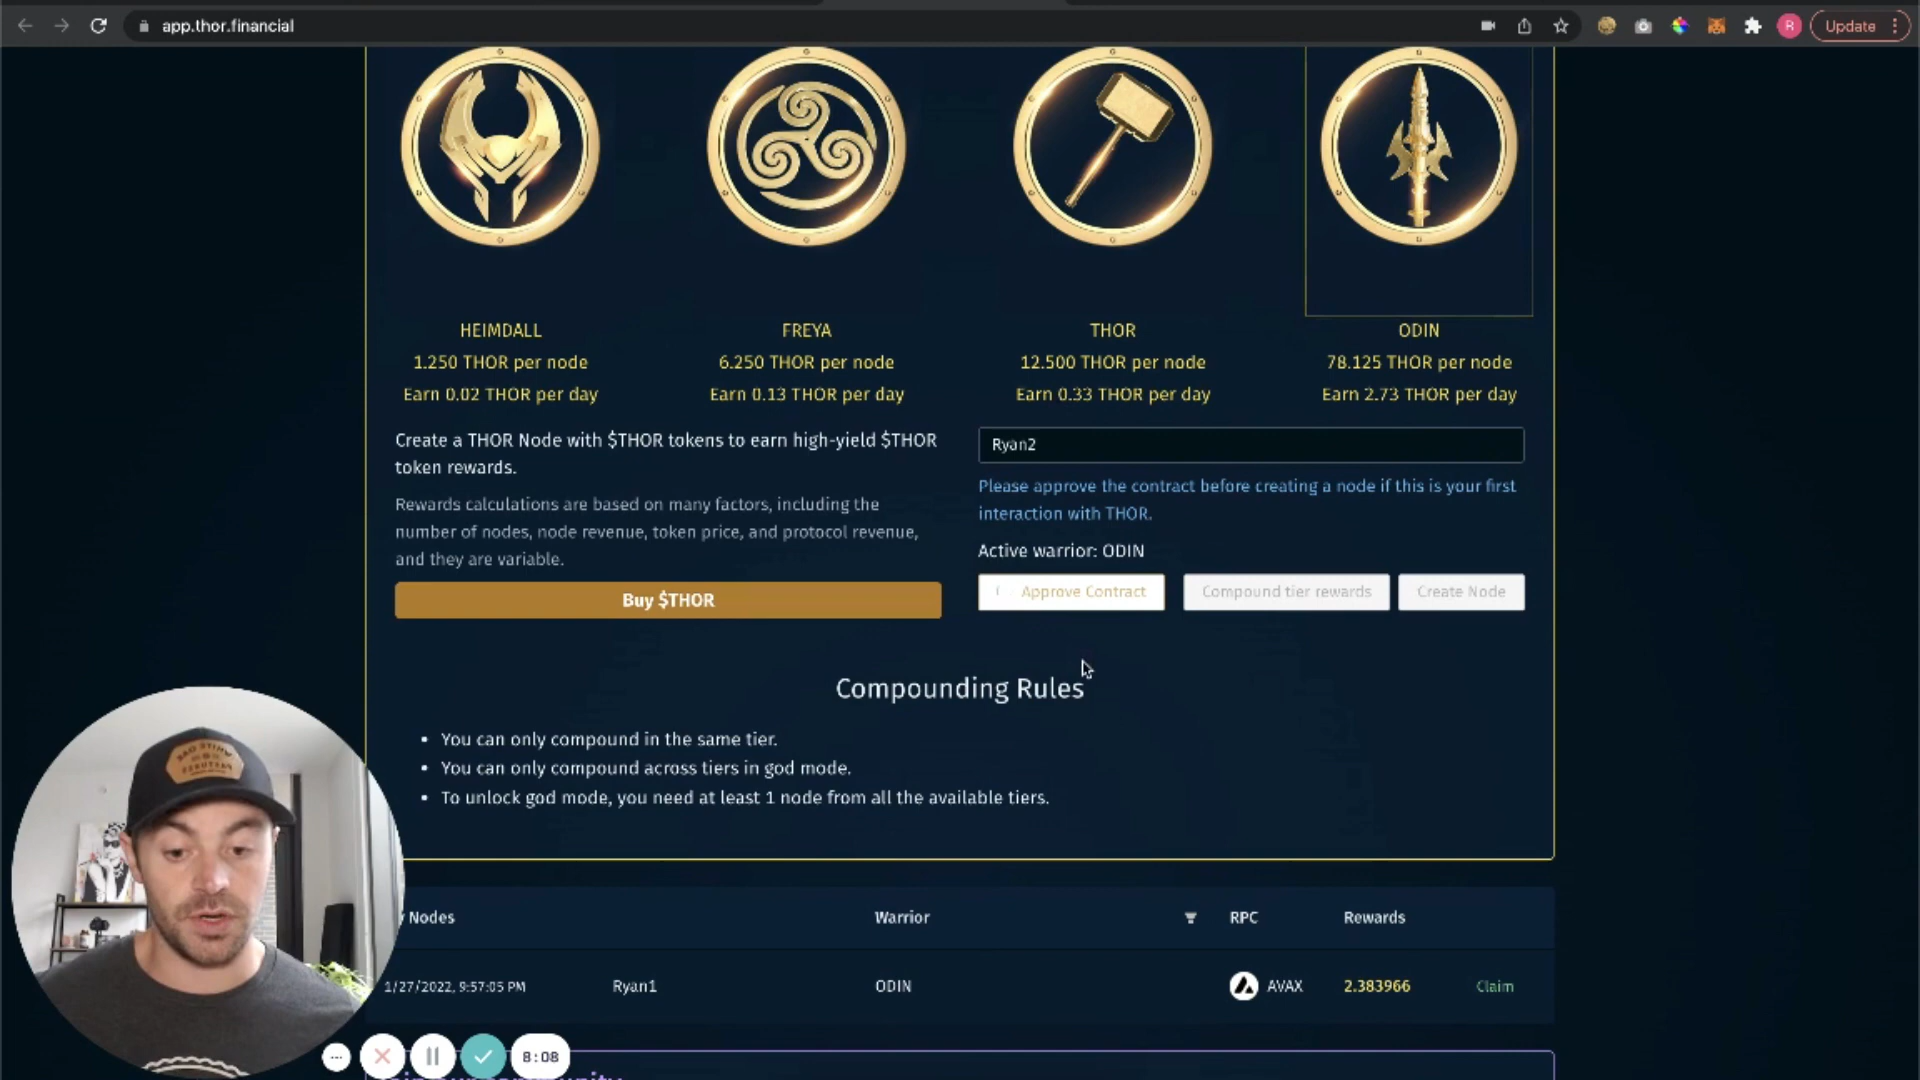 app.thor.financial
R
Update
HEIMDALL
1.250 THOR per node
Earn 0.02 THOR per day
FREYA
6.250 THOR per node
Earn 0.13 THOR per day
THOR
12.500 THOR per node
Earn 0.33 THOR per day
ODIN
78.125 THOR per node
Earn 2.73 THOR per day
Create a THOR Node with $THOR tokens to earn high-yield $THOR
token rewards.
Rewards calculations are based on many factors, including the
number of nodes, node revenue, token price, and protocol revenue,
and they are variable.
Buy $THOR
Ryan2
Please approve the contract before creating a node if this is your first
interaction with THOR.
Active warrior: ODIN
Approve Contract
Compound tier rewards
Create Node
Compounding Rules
• You can only compound in the same tier.
• You can only compound across tiers in god mode.
• To unlock god mode, you need at least 1 node from all the available tiers.
Nodes
Warrior
RPC
Rewards
1/27/2022, 9:57:05 PM
Ryan1
ODIN
AVAX
2.383966
Claim
8:08